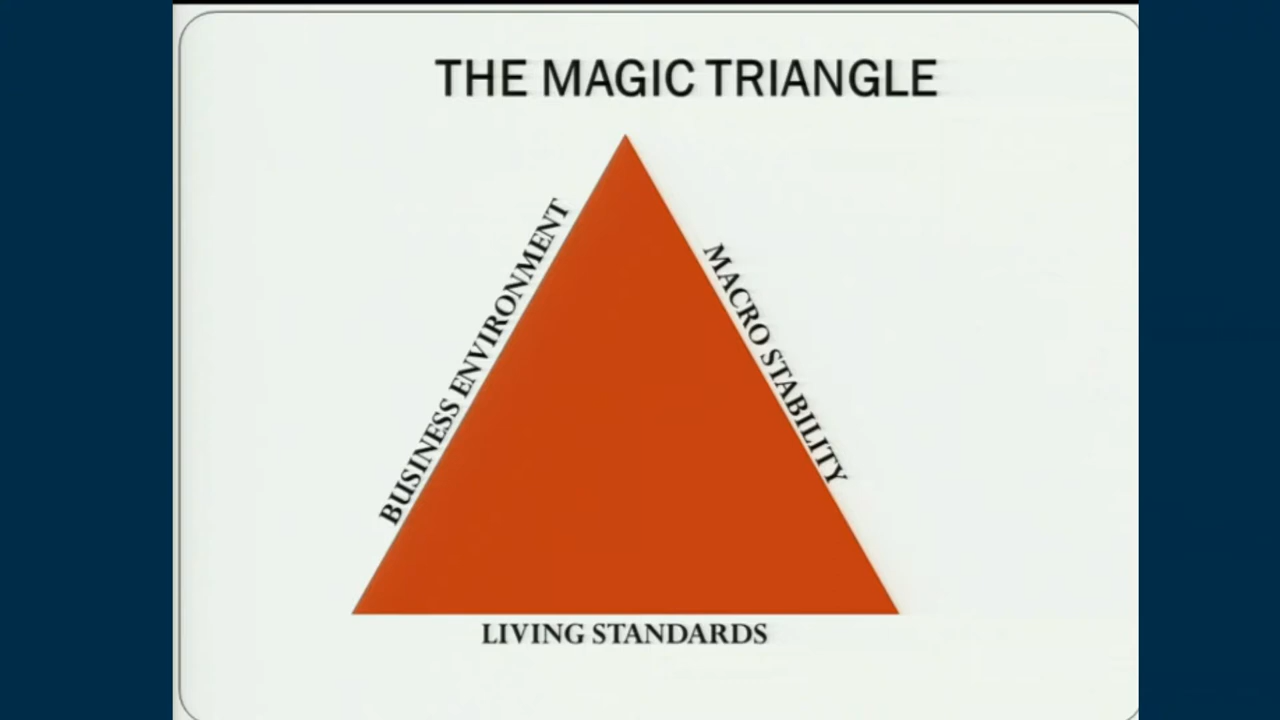 THE MAGIC TRIANGLE
BUSINESS ENVIRONMENT
MACRO STABILITY
LIVING STANDARDS